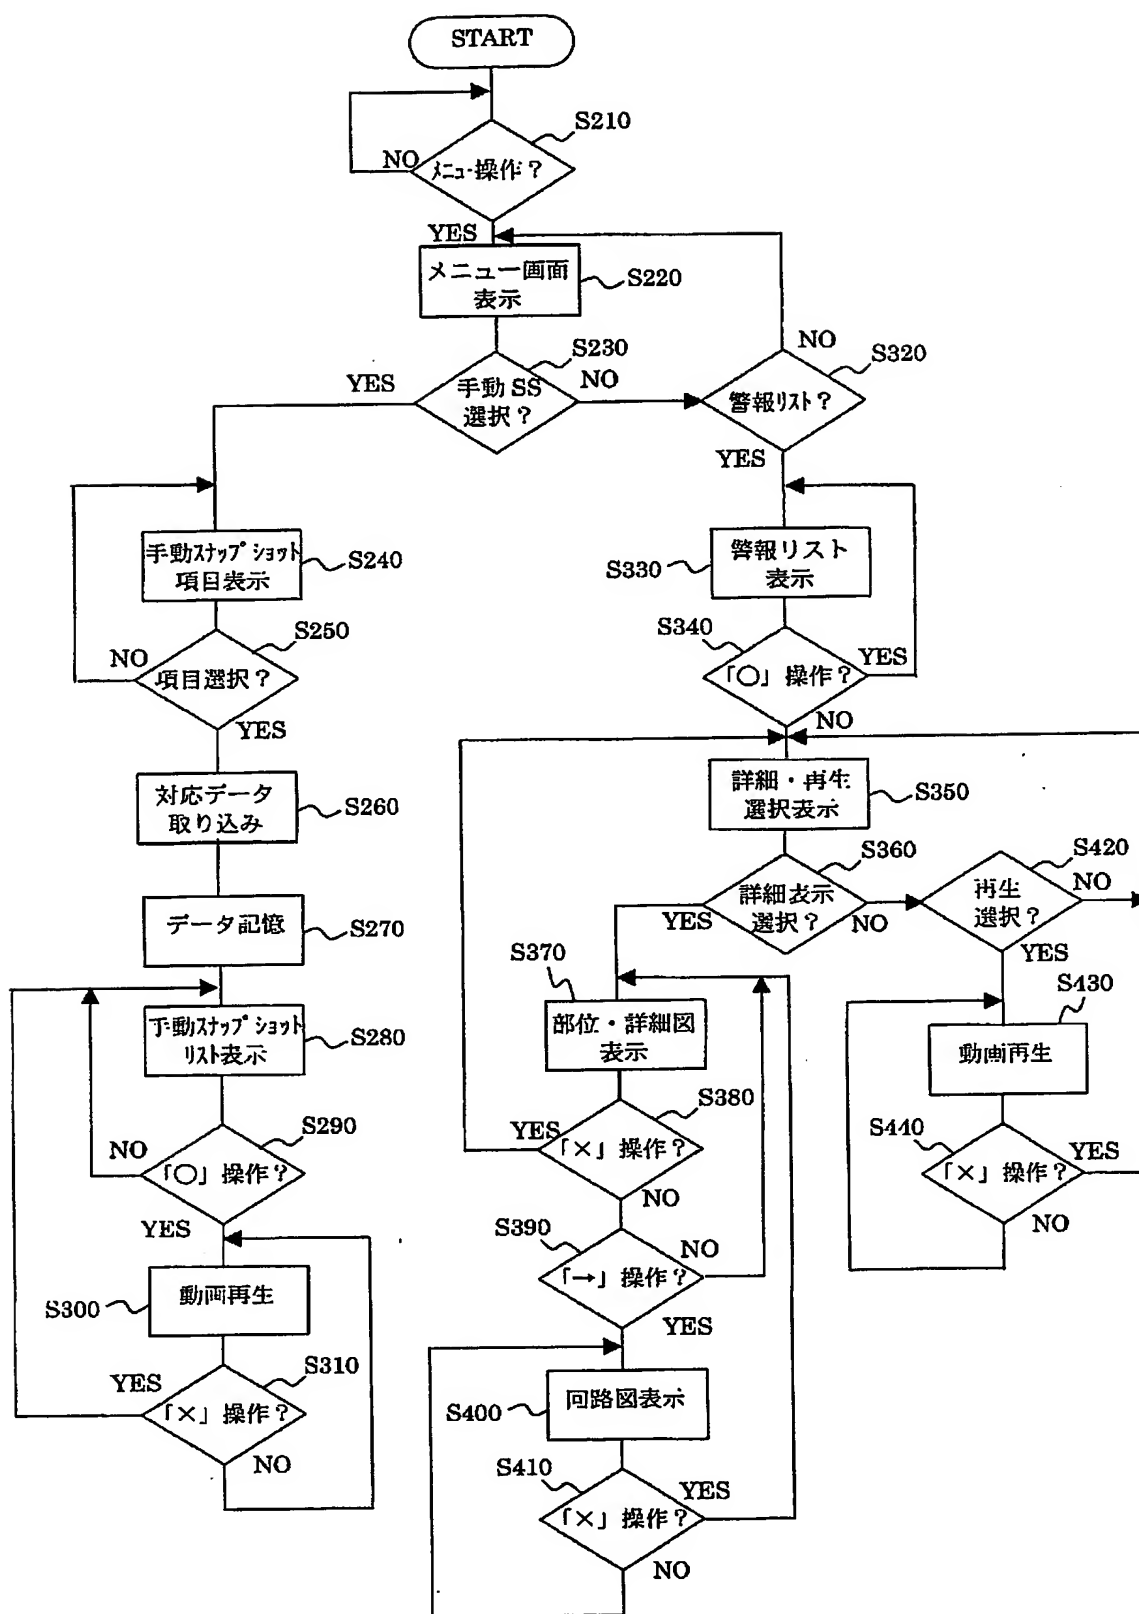 START
S210
NO
メニュー操作？
YES
メニュー画面
表示
S220
S230
YES
手動 SS
選択？
NO
NO
S320
警報リスト？
YES
手動スナップショット
項目表示
S240
S250
NO
項目選択？
YES
警報リスト
表示
S330
S340
YES
「○」操作？
NO
対応データ
取り込み
S260
詳細・再生
選択表示
S350
S360
YES
詳細表示
選択？
NO
S420
再生
選択？
NO
YES
データ記憶
S270
手動スナップショット
リスト表示
S280
S370
部位・詳細図
表示
S430
動画再生
S290
NO
「○」操作？
YES
S380
YES
「×」操作？
NO
S440
「×」操作？
YES
NO
S390
NO
「→」操作？
YES
S300
動画再生
S310
YES
「×」操作？
NO
S400
回路図表示
S410
YES
「×」操作？
NO